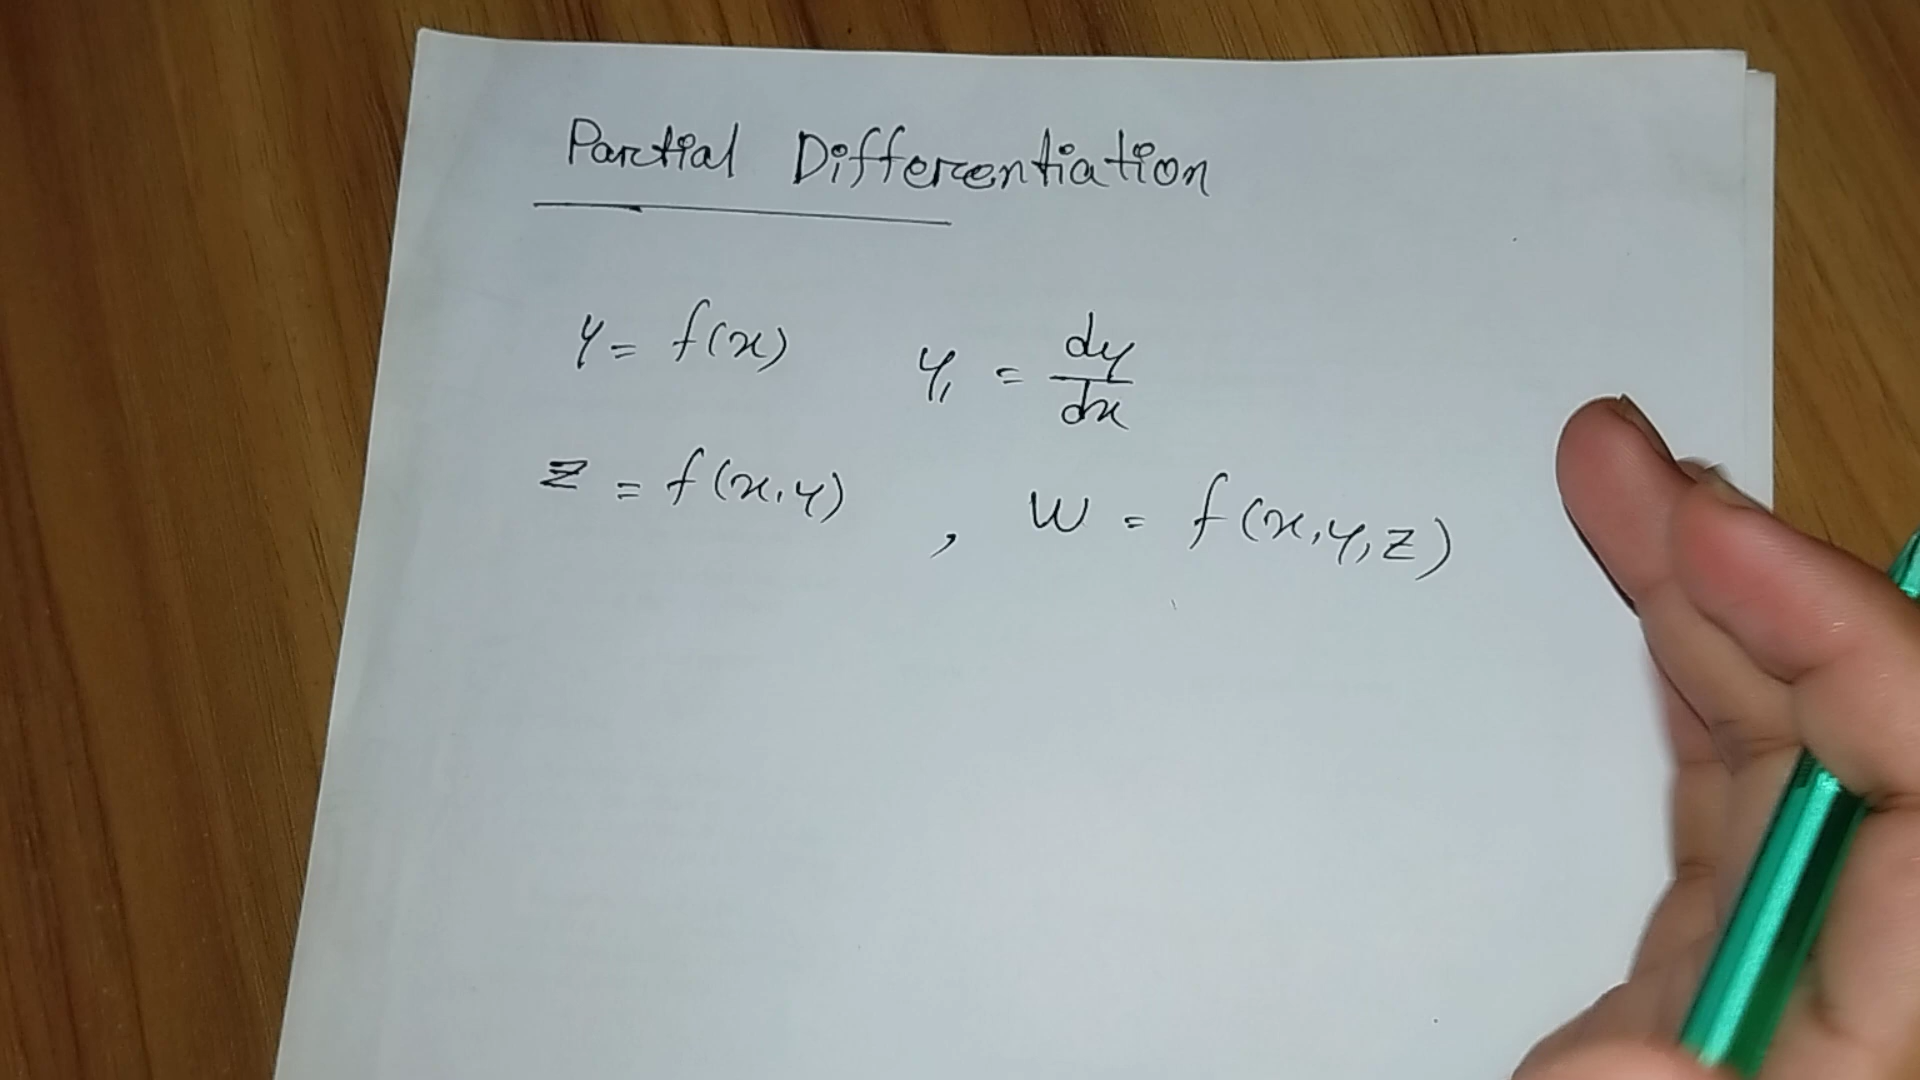 Partial Differentiation
y = f(x) y₁ = dy/dx
z = f(x,y) , w = f(x,y,z)